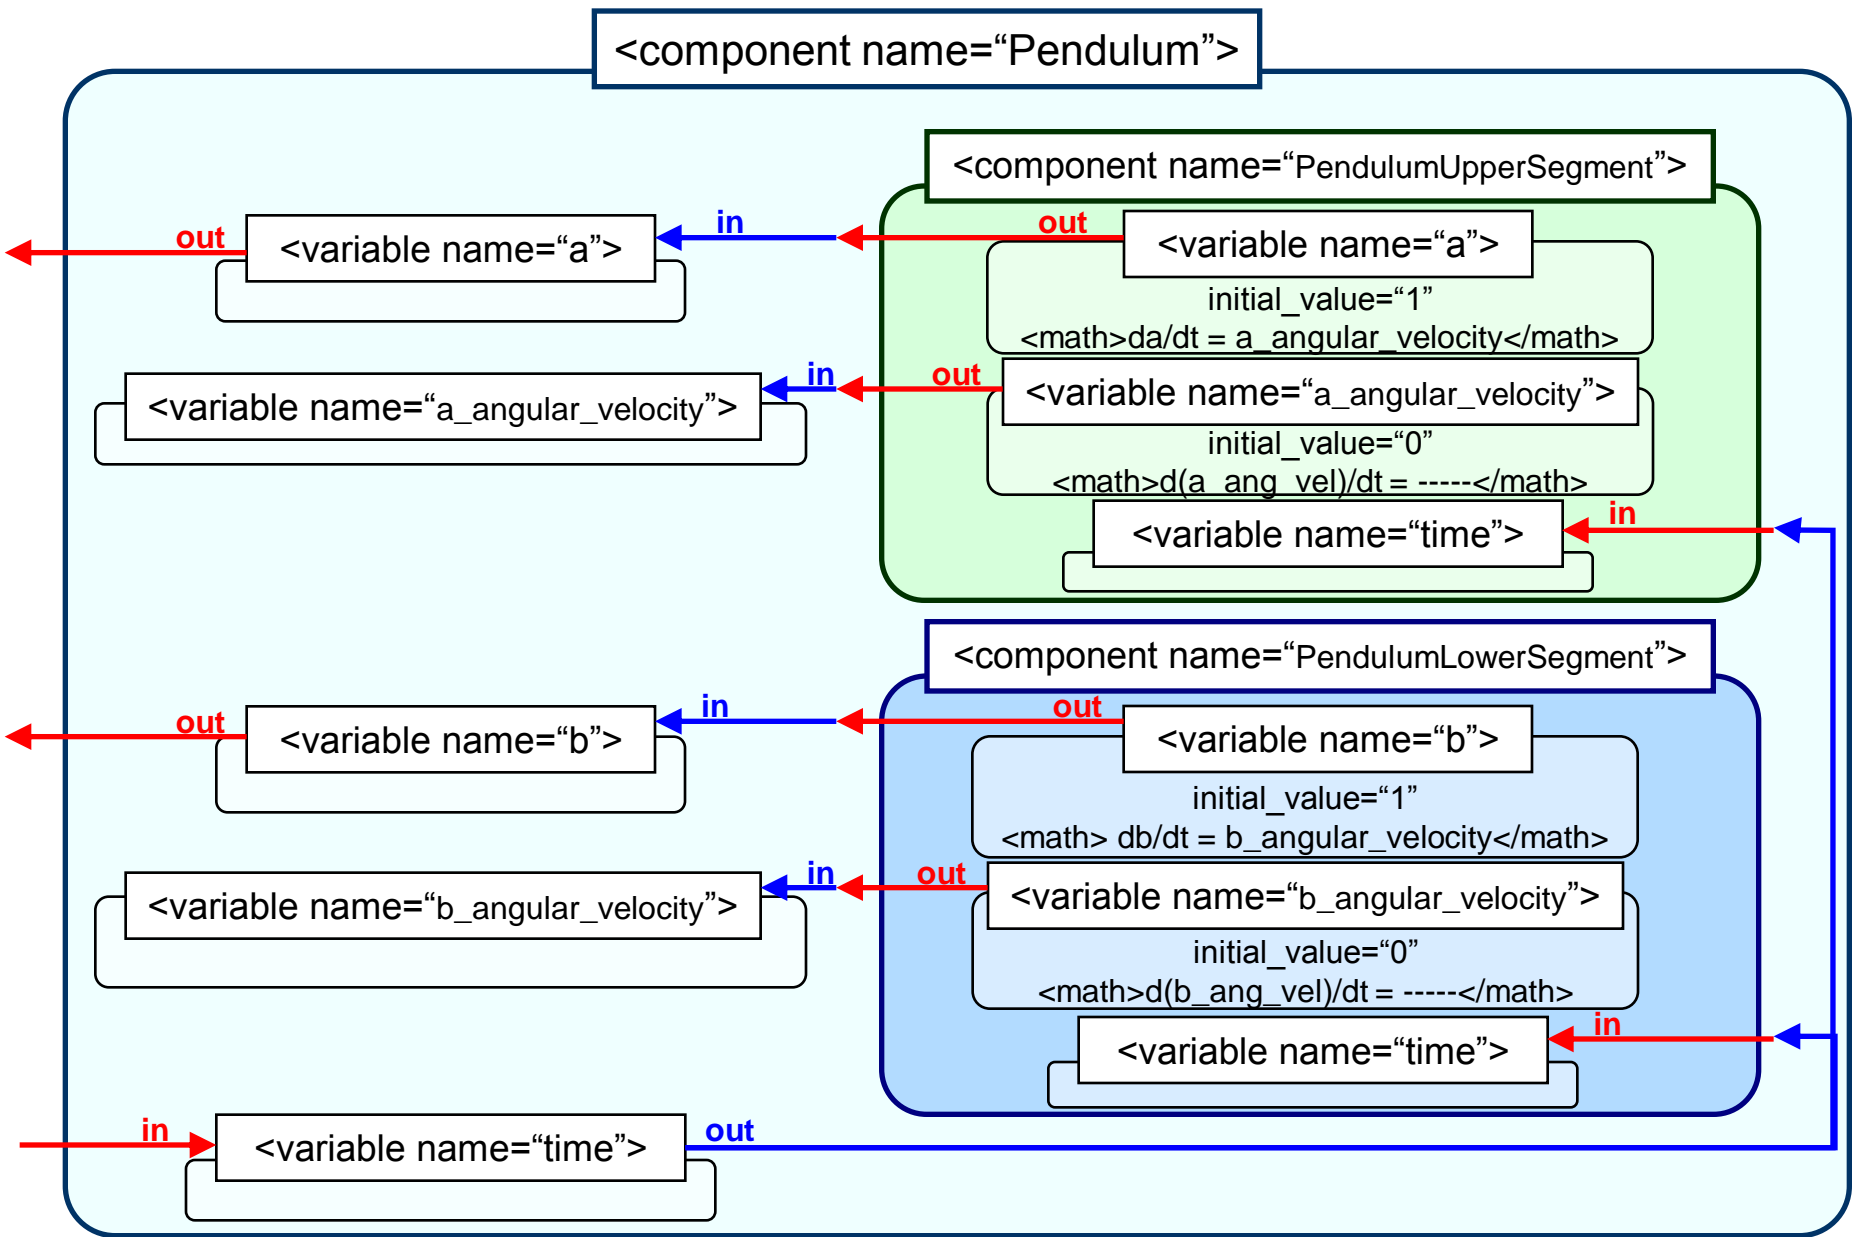 <component name=“Pendulum”>
<component name=“PendulumUpperSegment”>
out
<variable name=“a”>
in
out
<variable name=“a”>
initial_value=“1”
<math>da/dt = a_angular_velocity</math>
<variable name=“a_angular_velocity”>
in
out
<variable name=“a_angular_velocity”>
initial_value=“0”
<math>d(a_ang_vel)/dt = -----</math>
<variable name=“time”>
in
<component name=“PendulumLowerSegment”>
out
<variable name=“b”>
in
out
<variable name=“b”>
initial_value=“1”
<math> db/dt = b_angular_velocity</math>
<variable name=“b_angular_velocity”>
in
out
<variable name=“b_angular_velocity”>
initial_value=“0”
<math>d(b_ang_vel)/dt = -----</math>
<variable name=“time”>
in
in
<variable name=“time”>
out